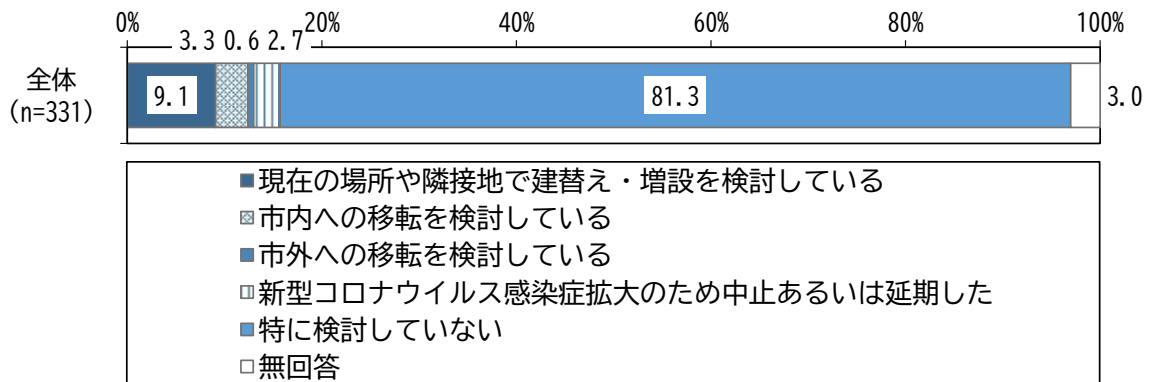 0% 20% 40% 60% 80% 100%
3.3 0.6 2.7
全体
(n=331)
9.1 81.3 3.0
現在の場所や隣接地で建替え・増設を検討している
市内への移転を検討している
市外への移転を検討している
新型コロナウイルス感染症拡大のため中止あるいは延期した
特に検討していない
無回答